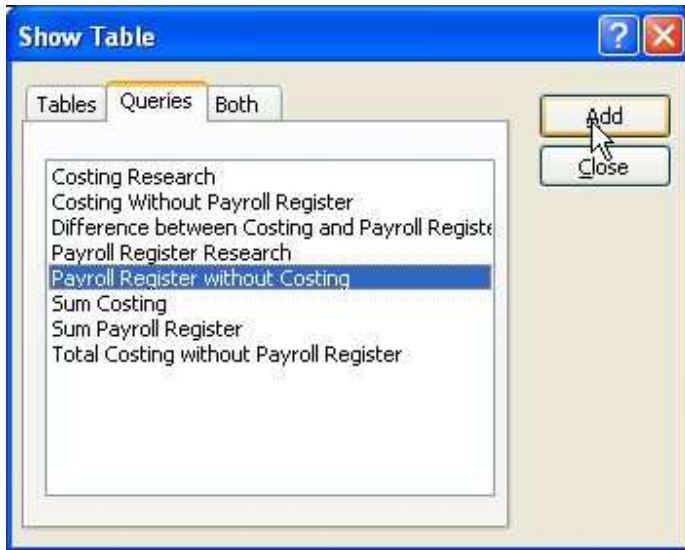 Show Table
Tables Queries Both
Add
Close
Costing Research
Costing Without Payroll Register
Difference between Costing and Payroll Registe
Payroll Register Research
Payroll Register without Costing
Sum Costing
Sum Payroll Register
Total Costing without Payroll Register